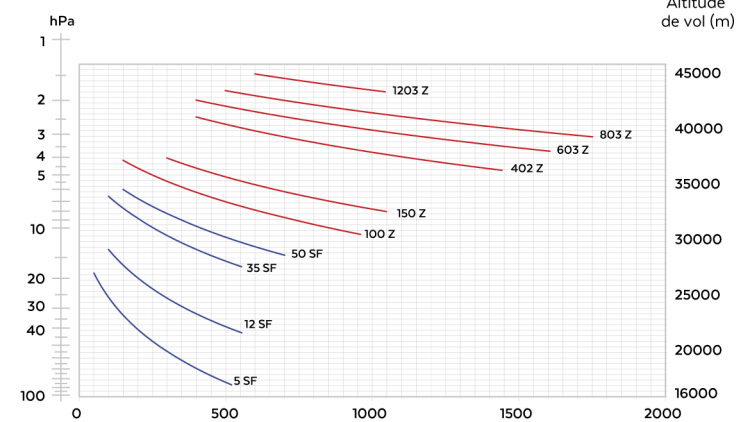 hPa
Altitude
de vol (m)
1
2
3
4
5
10
20
30
40
100
45000
40000
35000
30000
25000
20000
16000
1203 Z
803 Z
603 Z
402 Z
150 Z
100 Z
50 SF
35 SF
12 SF
5 SF
0
500
1000
1500
2000